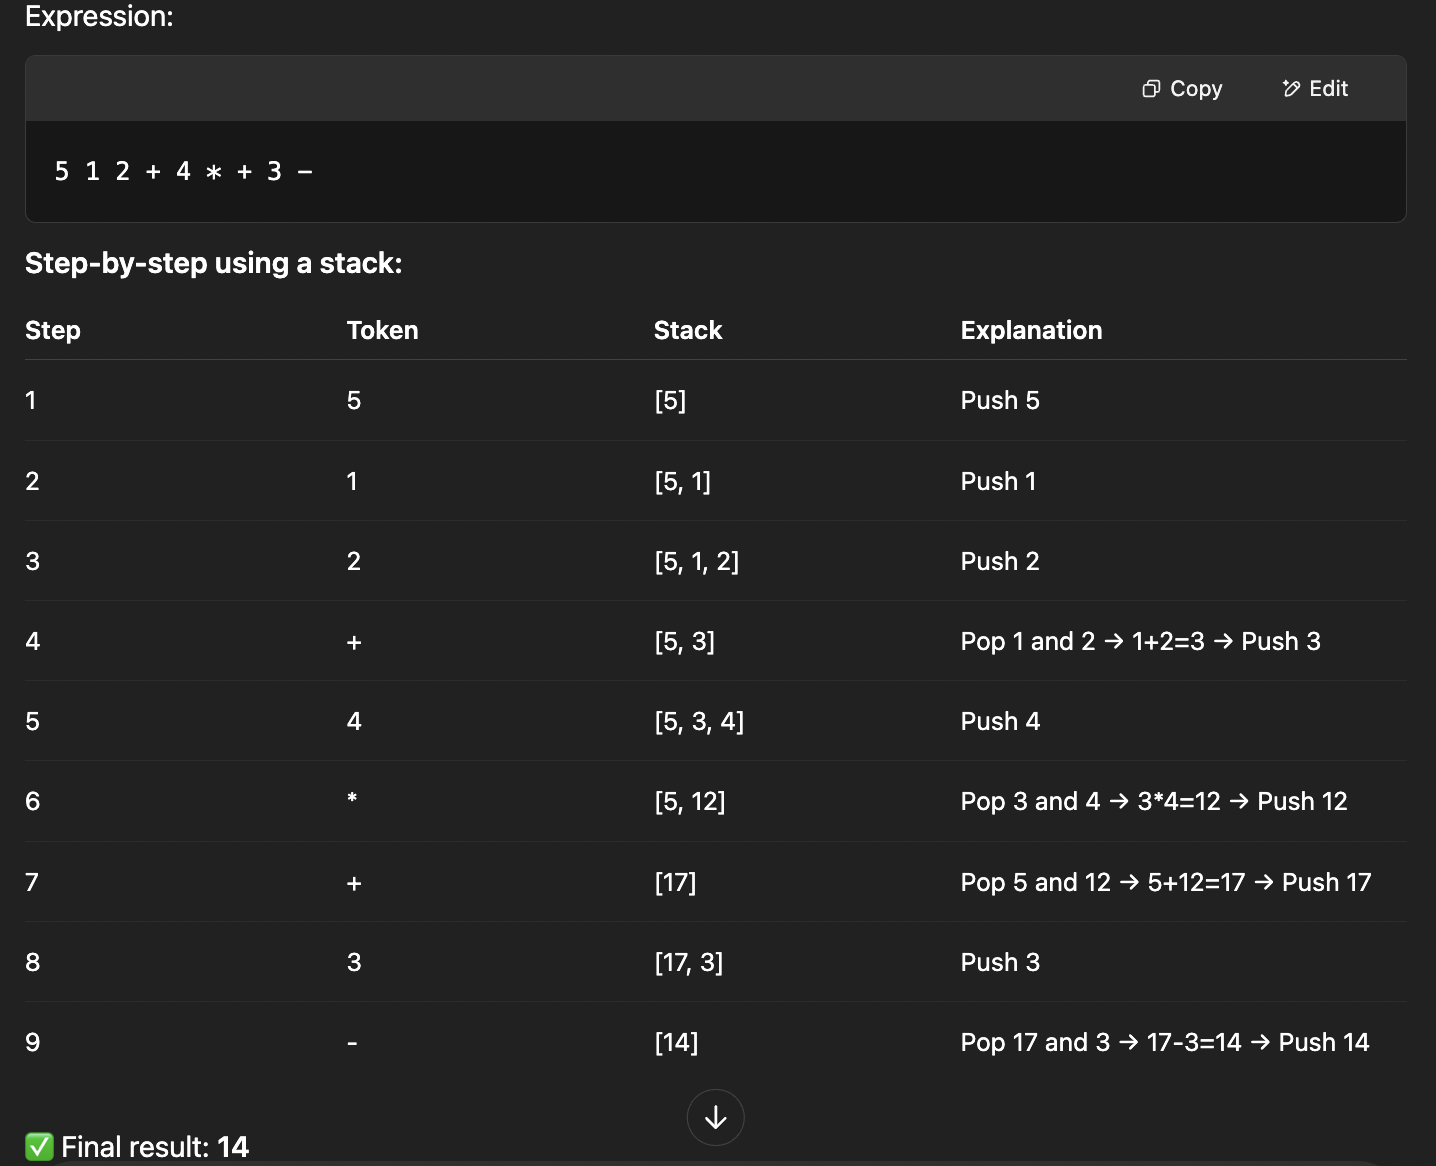 Expression:
Copy Edit
5 1 2 + 4 * + 3 −
Step-by-step using a stack:
Step Token Stack Explanation
1 5 [5] Push 5
2 1 [5, 1] Push 1
3 2 [5, 1, 2] Push 2
4 + [5, 3] Pop 1 and 2 → 1+2=3 → Push 3
5 4 [5, 3, 4] Push 4
6 * [5, 12] Pop 3 and 4 → 3*4=12 → Push 12
7 + [17] Pop 5 and 12 → 5+12=17 → Push 17
8 3 [17, 3] Push 3
9 - [14] Pop 17 and 3 → 17-3=14 → Push 14
✅ Final result: 14